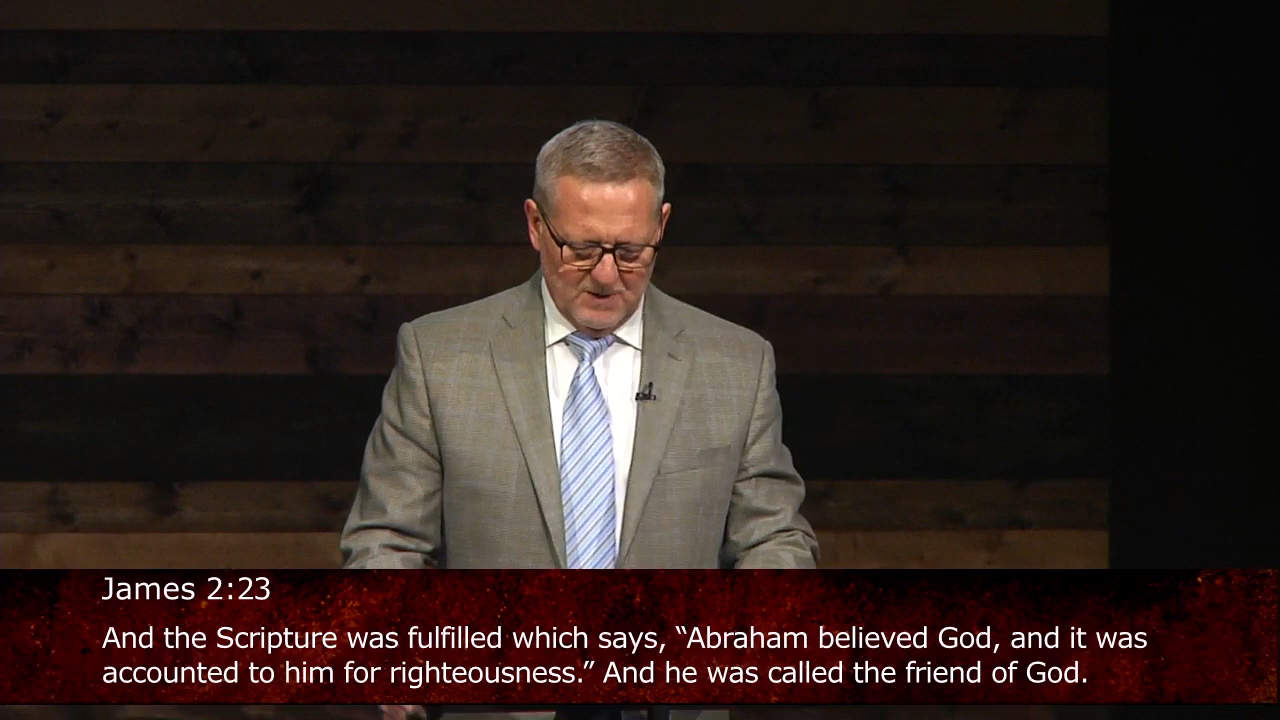 James 2:23
And the Scripture was fulfilled which says, “Abraham believed God, and it was
accounted to him for righteousness.” And he was called the friend of God.